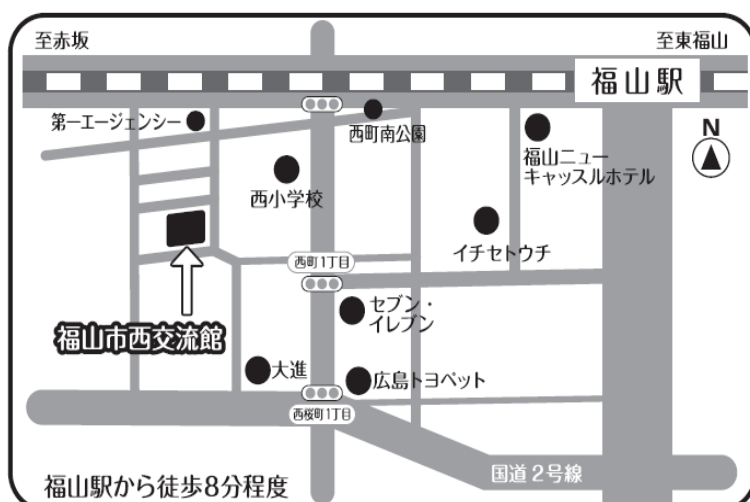 至赤坂
至東福山
福山駅
第一エージェンシー
西町南公園
N
福山ニュー
キャッスルホテル
西小学校
イチセトウチ
西町1丁目
セブン・
イレブン
福山市西交流館
大進
広島トヨペット
西桜町1丁目
国道2号線
福山駅から徒歩8分程度